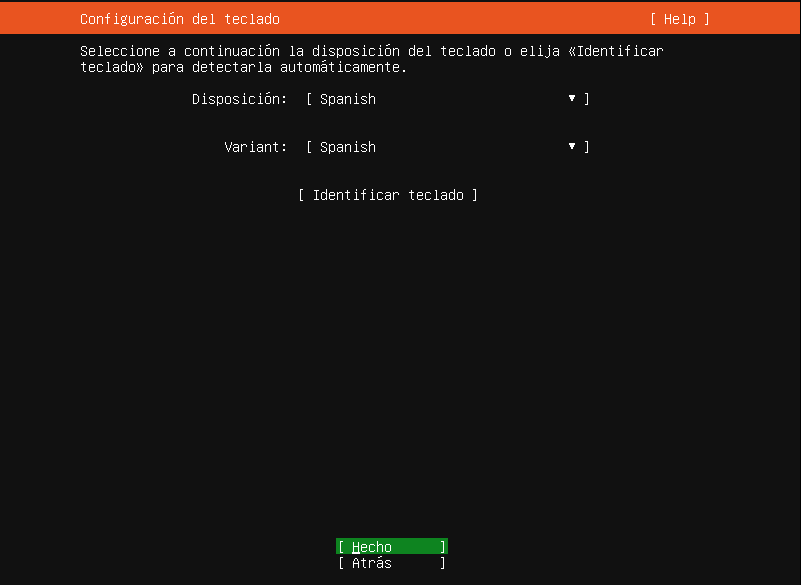 Configuración del teclado [ Help ]
Seleccione a continuación la disposición del teclado o elija «Identificar
teclado» para detectarla automáticamente.
Disposición: [ Spanish ▾ ]
Variant: [ Spanish ▾ ]
[ Identificar teclado ]
[ Hecho ]
[ Atrás ]